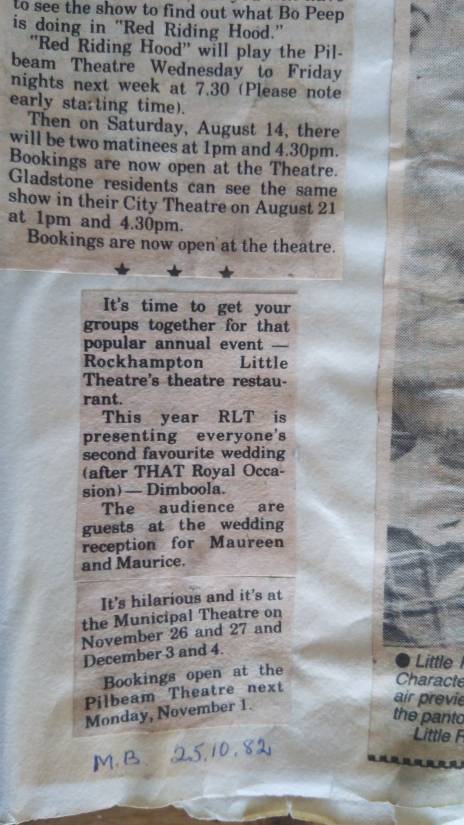 to see the show to find out what Bo Peep
is doing in "Red Riding Hood."
"Red Riding Hood" will play the Pil-
beam Theatre Wednesday to Friday
nights next week at 7.30 (Please note
early starting time).
Then on Saturday, August 14, there
will be two matinees at 1pm and 4.30pm.
Bookings are now open at the Theatre.
Gladstone residents can see the same
show in their City Theatre on August 21
at 1pm and 4.30pm.
Bookings are now open at the theatre.
★ ★ ★
It's time to get your
groups together for that
popular annual event —
Rockhampton Little
Theatre's theatre restau-
rant.
This year RLT is
presenting everyone's
second favourite wedding
(after THAT Royal Occa-
sion) — Dimboola.
The audience are
guests at the wedding
reception for Maureen
and Maurice.
It's hilarious and it's at
the Municipal Theatre on
November 26 and 27 and
December 3 and 4.
Bookings open at the
Pilbeam Theatre next
Monday, November 1.
M.B. 25.10.82
● Little
Characte
air previe
the panto
Little